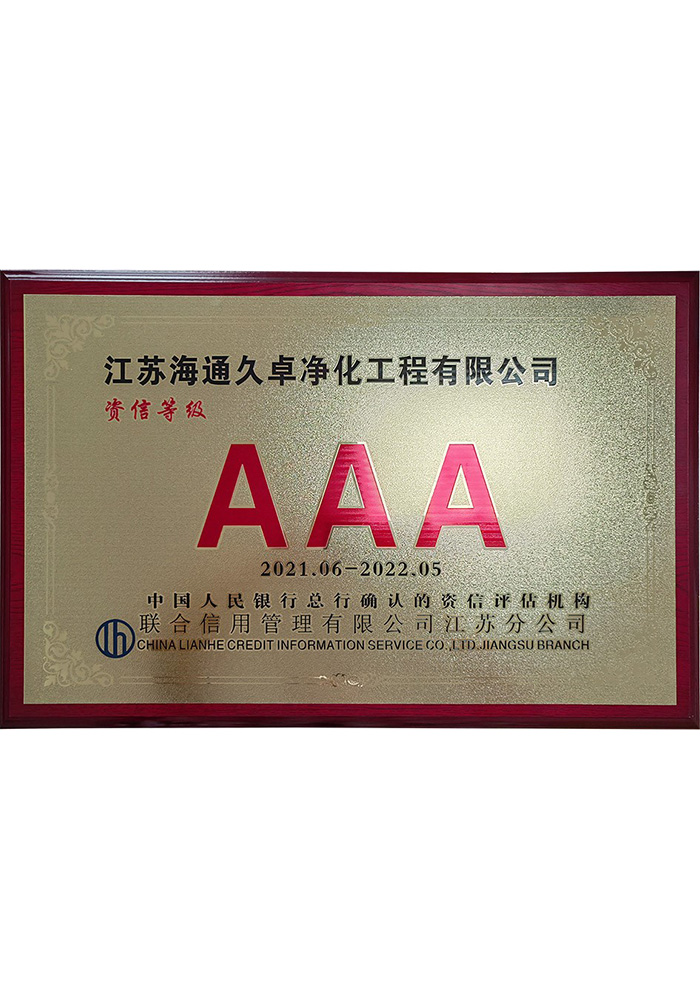 江苏海通久卓净化工程有限公司
资信等级
AAA
2021.06-2022.05
中国人民银行总行确认的资信评估机构
联合信用管理有限公司江苏分公司
CHINA LIANHE CREDIT INFORMATION SERVICE CO.,LTD.JIANGSU BRANCH